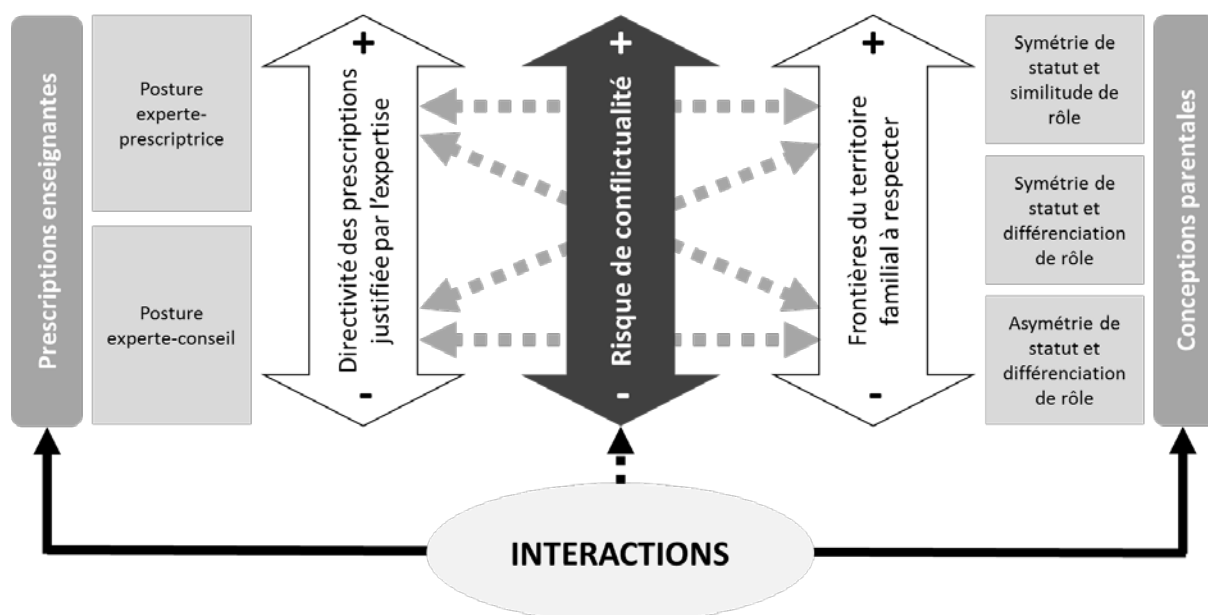 Prescriptions enseignantes
Posture
experte-
prescriptrice
Posture
experte-conseil
+
Directivité des prescriptions
justifiée par l'expertise
-
+
Risque de conflictualité
-
+
Frontières du territoire
familial à respecter
-
Symétrie de
statut et
similitude de
rôle
Symétrie de
statut et
différenciation
de rôle
Asymétrie de
statut et
différenciation
de rôle
Conceptions parentales
INTERACTIONS